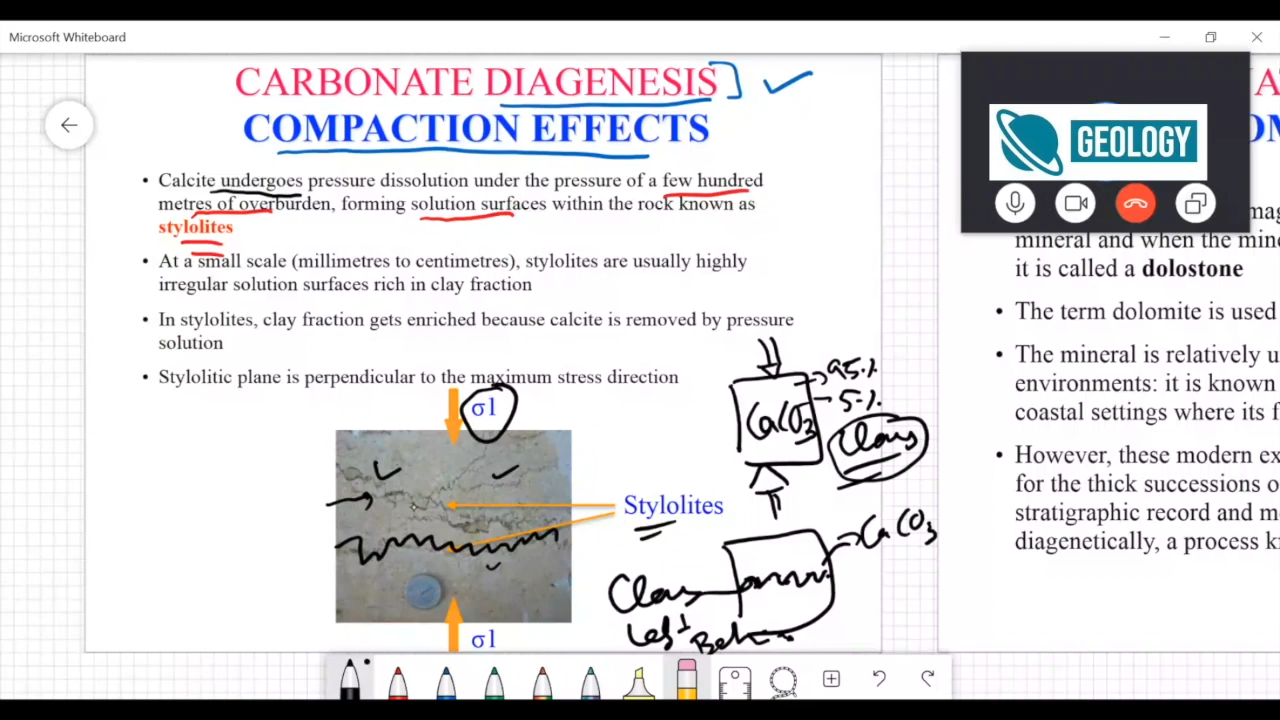 Microsoft Whiteboard
CARBONATE DIAGENESIS
COMPACTION EFFECTS
• Calcite undergoes pressure dissolution under the pressure of a few hundred
metres of overburden, forming solution surfaces within the rock known as
stylolites
• At a small scale (millimetres to centimetres), stylolites are usually highly
irregular solution surfaces rich in clay fraction
• In stylolites, clay fraction gets enriched because calcite is removed by pressure
solution
• Stylolitic plane is perpendicular to the maximum stress direction
σ1
Stylolites
σ1
CaCO3
95%
5%
Clay
CaCO3
Clay
Left
GEOLOGY
mineral and when the
it is called a dolostone
• The term dolomite is used
• The mineral is relatively
environments: it is known
coastal settings where its
• However, these modern
for the thick successions
stratigraphic record and
diagenetically, a process